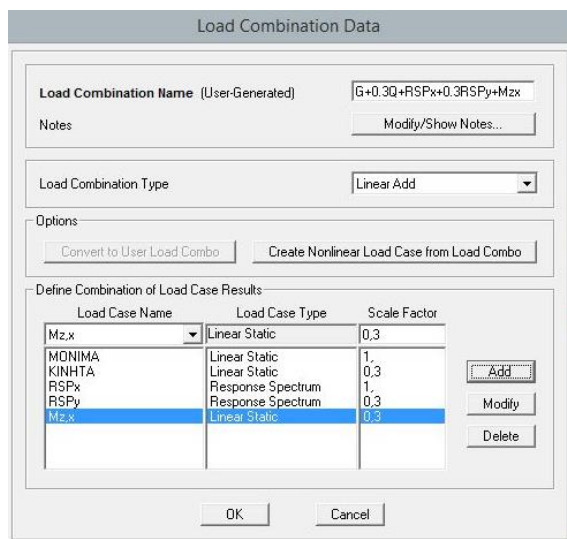 Load Combination Data
Load Combination Name (User-Generated) G+0.3Q+RSPx+0.3RSPy+Mzx
Notes Modify/Show Notes...
Load Combination Type Linear Add
Options
Convert to User Load Combo Create Nonlinear Load Case from Load Combo
Define Combination of Load Case Results
Load Case Name Load Case Type Scale Factor
Mz,x Linear Static 0,3
MONIMA Linear Static 1,
KINHTA Linear Static 0,3
RSPx Response Spectrum 1,
RSPy Response Spectrum 0,3
Mz,x Linear Static 0,3
Add
Modify
Delete
OK Cancel